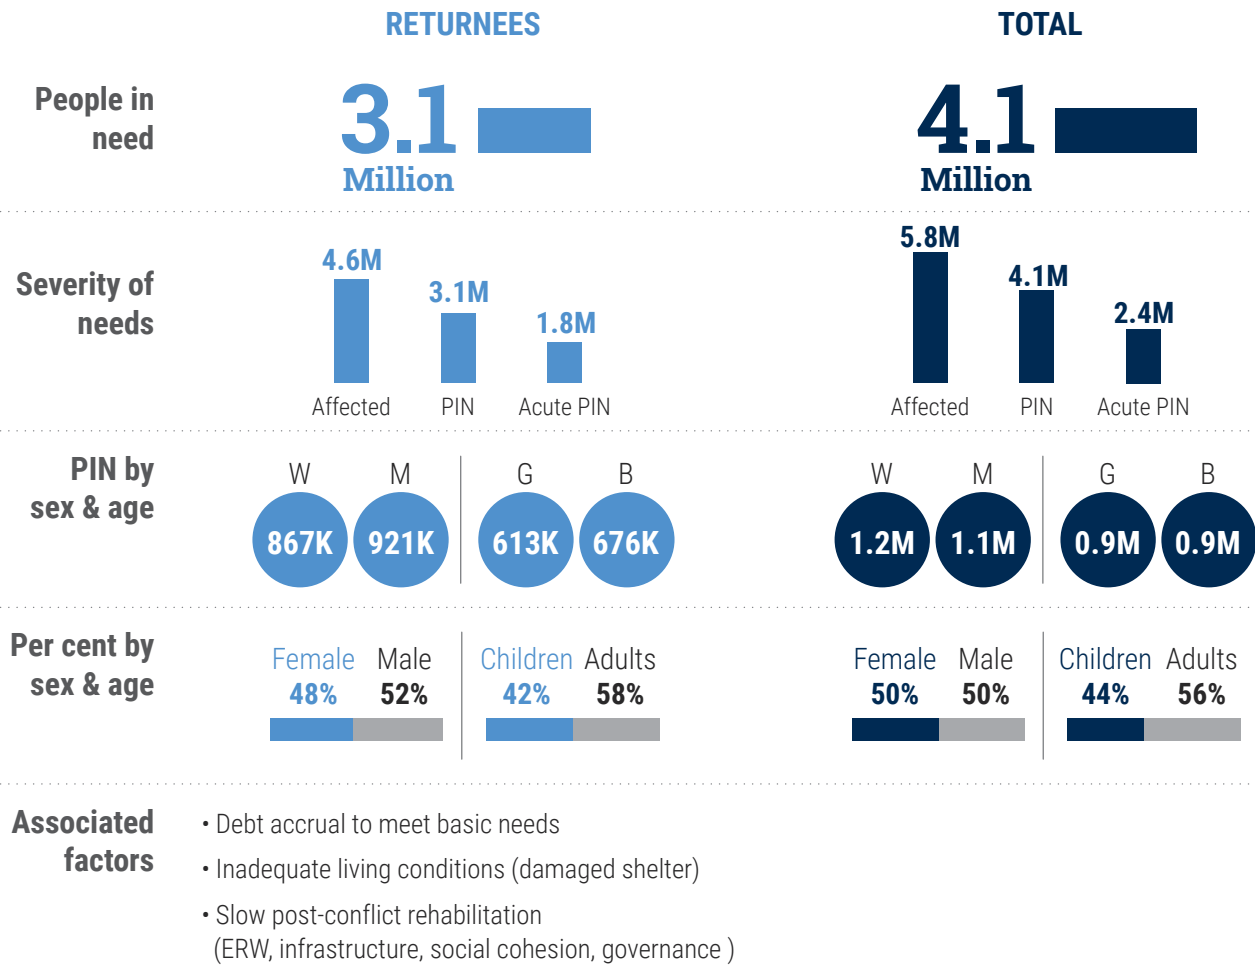 RETURNEES
TOTAL
People in
need
3.1
Million
4.1
Million
Severity of
needs
4.6M
3.1M
1.8M
Affected
PIN
Acute PIN
5.8M
4.1M
2.4M
Affected
PIN
Acute PIN
PIN by
sex & age
W
M
G
B
867K
921K
613K
676K
W
M
G
B
1.2M
1.1M
0.9M
0.9M
Per cent by
sex & age
Female Male
48% 52%
Children Adults
42% 58%
Female Male
50% 50%
Children Adults
44% 56%
Associated
factors
• Debt accrual to meet basic needs
• Inadequate living conditions (damaged shelter)
• Slow post-conflict rehabilitation
(ERW, infrastructure, social cohesion, governance )